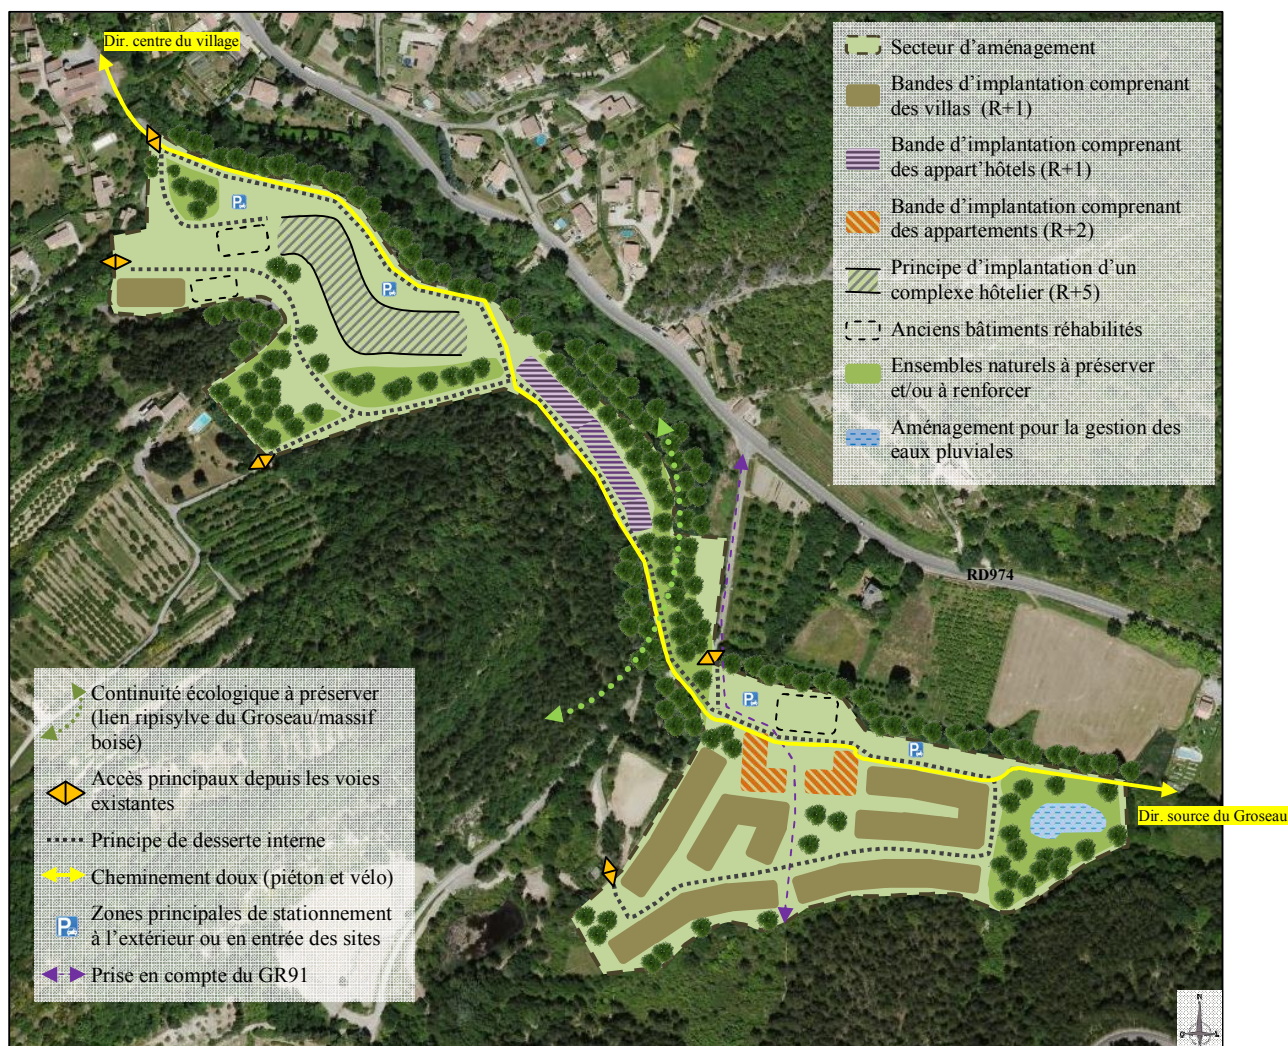 Dir. centre du village
Secteur d'aménagement
Bandes d'implantation comprenant
des villas (R+1)
Bande d'implantation comprenant
des appart'hôtels (R+1)
Bande d'implantation comprenant
des appartements (R+2)
Principe d'implantation d'un
complexe hôtelier (R+5)
Anciens bâtiments réhabilités
Ensembles naturels à préserver
et/ou à renforcer
Aménagement pour la gestion des
eaux pluviales
P
P
RD974
P
P
Dir. source du Groseau
Continuité écologique à préserver
(lien ripisylve du Groseau/massif
boisé)
Accès principaux depuis les voies
existantes
Principe de desserte interne
Cheminement doux (piéton et vélo)
P
Zones principales de stationnement
à l'extérieur ou en entrée des sites
Prise en compte du GR91
N